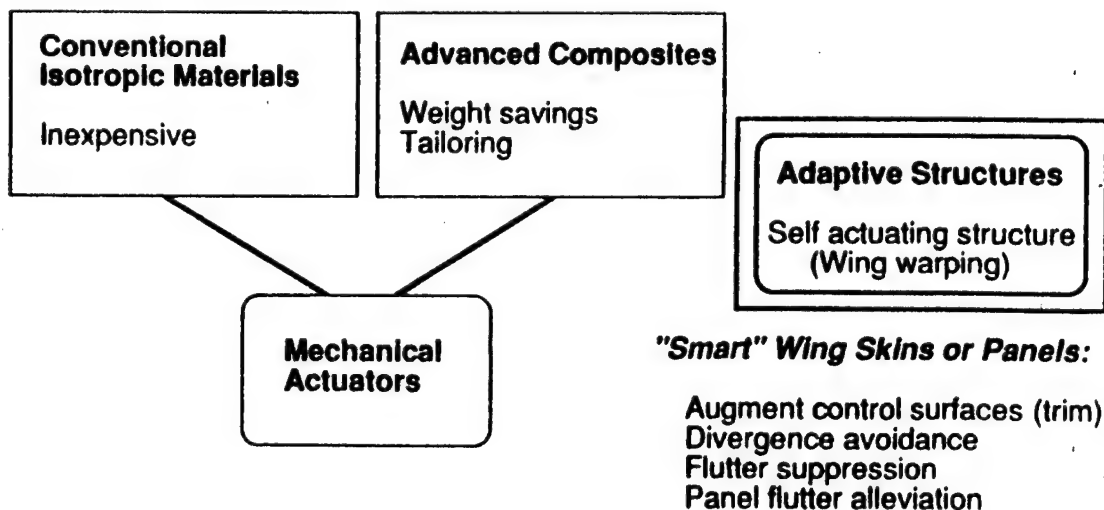 Conventional
Isotropic Materials
Inexpensive
Advanced Composites
Weight savings
Tailoring
Adaptive Structures
Self actuating structure
(Wing warping)
Mechanical
Actuators
"Smart" Wing Skins or Panels:
Augment control surfaces (trim)
Divergence avoidance
Flutter suppression
Panel flutter alleviation